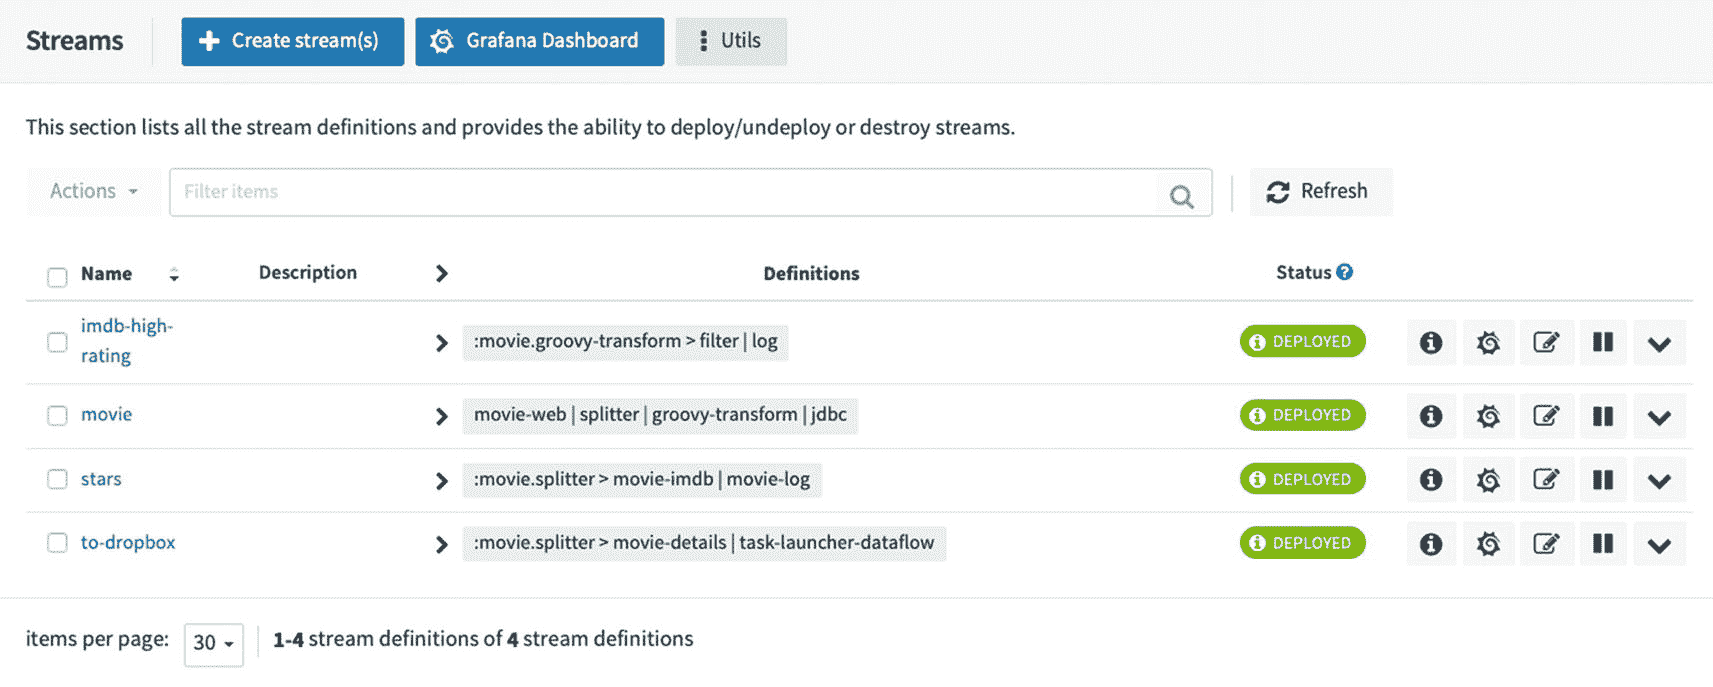 Streams
Create stream(s)
Grafana Dashboard
Utils
This section lists all the stream definitions and provides the ability to deploy/undeploy or destroy streams.
Actions
Filter items
Refresh
Name Description Definitions Status
imdb-high-
rating
:movie.groovy-transform > filter | log
DEPLOYED
movie
movie-web | splitter | groovy-transform | jdbc
DEPLOYED
stars
:movie.splitter > movie-imdb | movie-log
DEPLOYED
to-dropbox
:movie.splitter > movie-details | task-launcher-dataflow
DEPLOYED
items per page: 30 1-4 stream definitions of 4 stream definitions